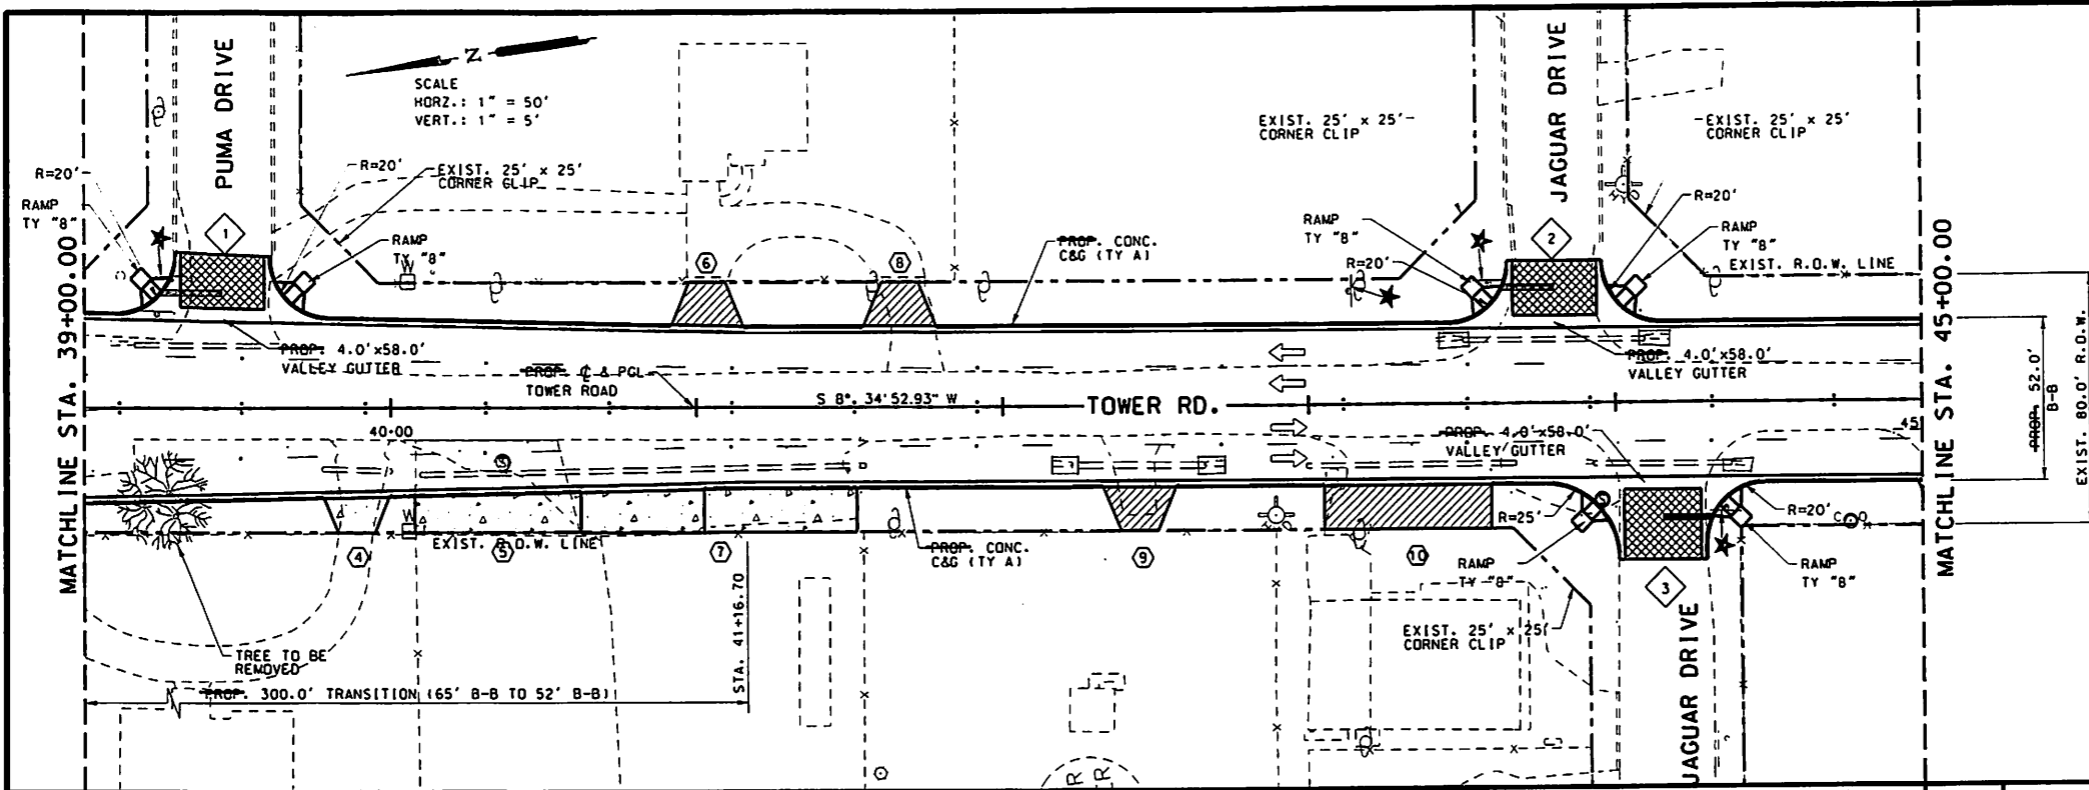 PUMA DRIVE
N
SCALE
HORZ.: 1" = 50'
VERT.: 1" = 5'
R=20'
RAMP
TY "B"
1
R=20'
EXIST. 25' x 25'
CORNER CLIP
RAMP
TY "B"
W
6
8
PROP. CONC.
C&G (TY A)
EXIST. 25' x 25'
CORNER CLIP
JAGUAR DRIVE
EXIST. 25' x 25'
CORNER CLIP
HYD
R=20'
RAMP
TY "B"
RAMP
TY "B"
R=20'
2
EXIST. R.O.W. LINE
MATCHLINE STA. 39+00.00
MATCHLINE STA. 45+00.00
PROP. 4.0'x58.0'
VALLEY GUTTER
PROP. ℄ & PGL
TOWER ROAD
PROP. 4.0'x58.0'
VALLEY GUTTER
PROP. 52.0'
B-B
EXIST. 80.0' R.O.W.
S 8°. 34'52.93" W
TOWER RD.
40+00
45
PROP. 4.0'x58.0'
VALLEY GUTTER
W
EXIST. R.O.W. LINE
4
5
7
PROP. CONC.
C&G (TY A)
9
HYD
10
R=25'
R=20'
C O
RAMP
TY "B"
RAMP
TY "B"
3
EXIST. 25' x 25'
CORNER CLIP
JAGUAR DRIVE
TREE TO BE
REMOVED
STA. 41+16.70
PROP. 300.0' TRANSITION (65' B-B TO 52' B-B)
R
R